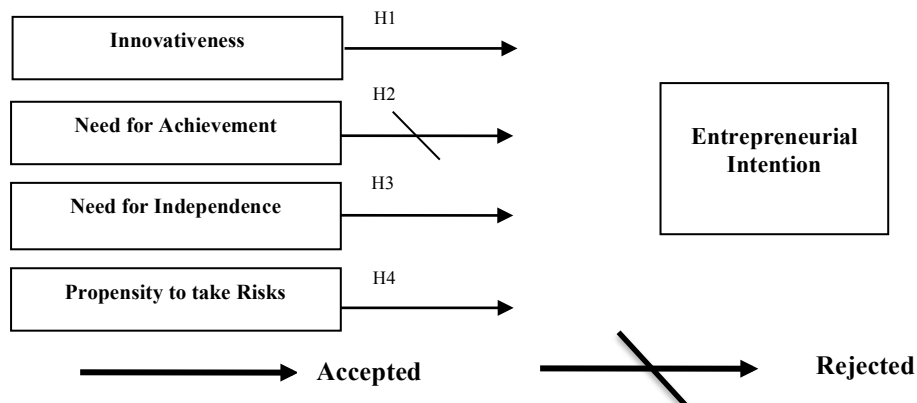 H1
Innovativeness
H2
Need for Achievement
Entrepreneurial
Intention
H3
Need for Independence
H4
Propensity to take Risks
Accepted
Rejected